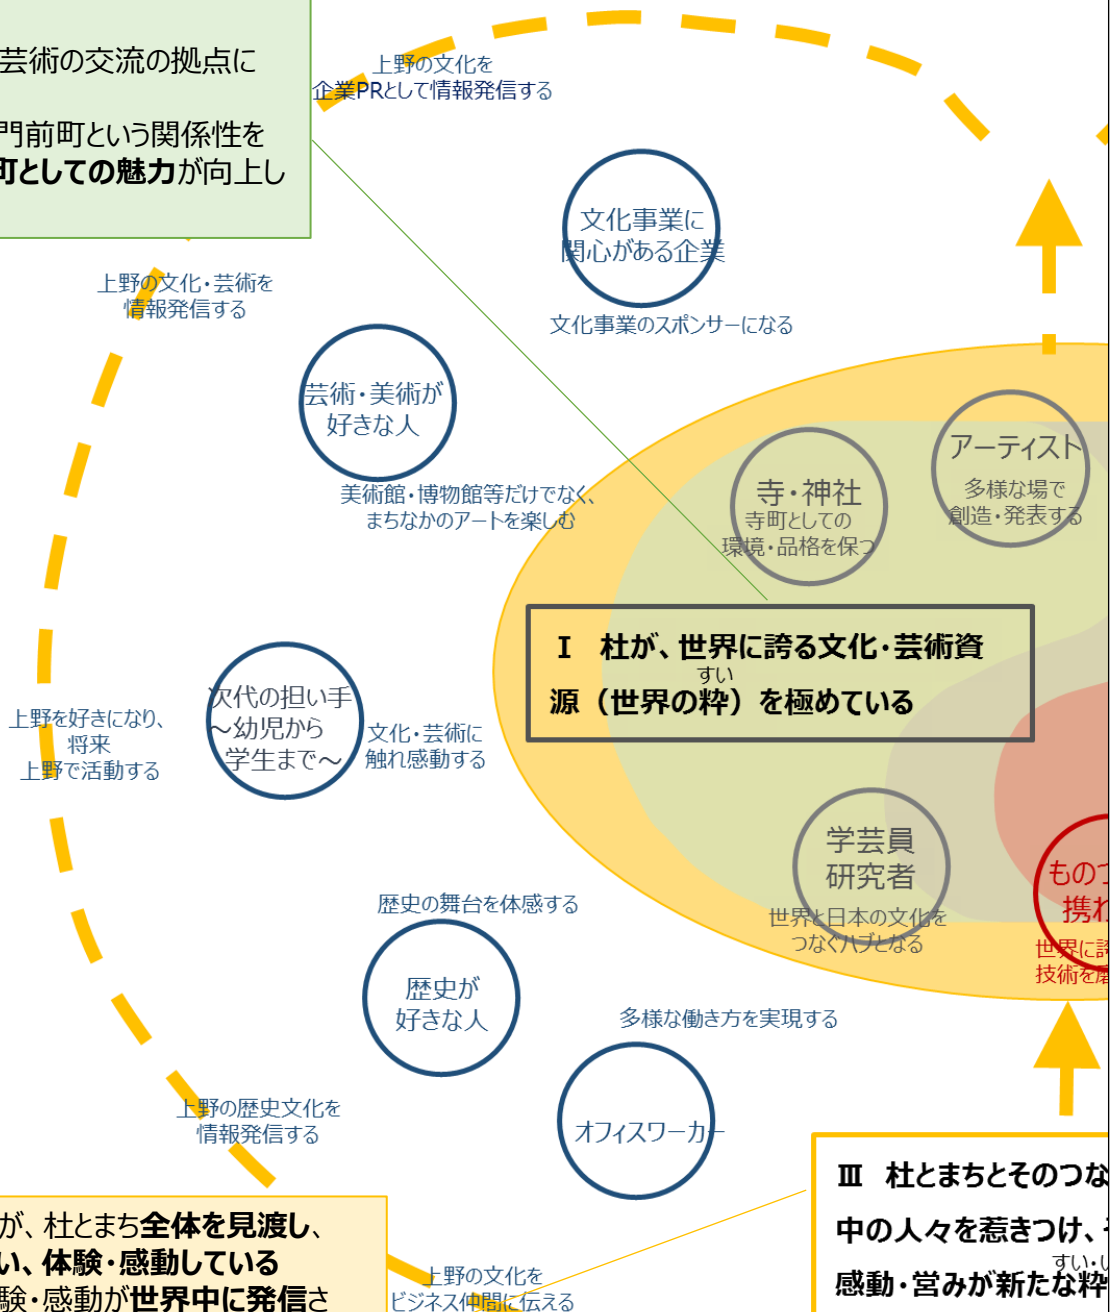 芸術の交流の拠点に
門前町という関係性を
町としての魅力が向上し
上野の文化を
企業PRとして情報発信する
文化事業に
関心がある企業
文化事業のスポンサーになる
上野の文化・芸術を
情報発信する
芸術・美術が
好きな人
美術館・博物館等だけでなく、
まちなかのアートを楽しむ
アーティスト
多様な場で
創造・発表する
寺・神社
寺町としての
環境・品格を保つ
Ⅰ 杜が、世界に誇る文化・芸術資
すい
源（世界の粋）を極めている
次代の担い手
～幼児から
学生まで～
文化・芸術に
触れ感動する
上野を好きになり、
将来
上野で活動する
学芸員
研究者
世界と日本の文化を
つなぐハブとなる
もの
携わ
世界に誇
技術を磨
歴史の舞台を体感する
歴史が
好きな人
多様な働き方を実現する
オフィスワーカー
上野の歴史文化を
情報発信する
が、杜とまち全体を見渡し、
い、体験・感動している
験・感動が世界中に発信さ
上野の文化を
ビジネス仲間に伝える
Ⅲ 杜とまちとそのつな
中の人々を惹きつけ、
すい・い
感動・営みが新たな粋